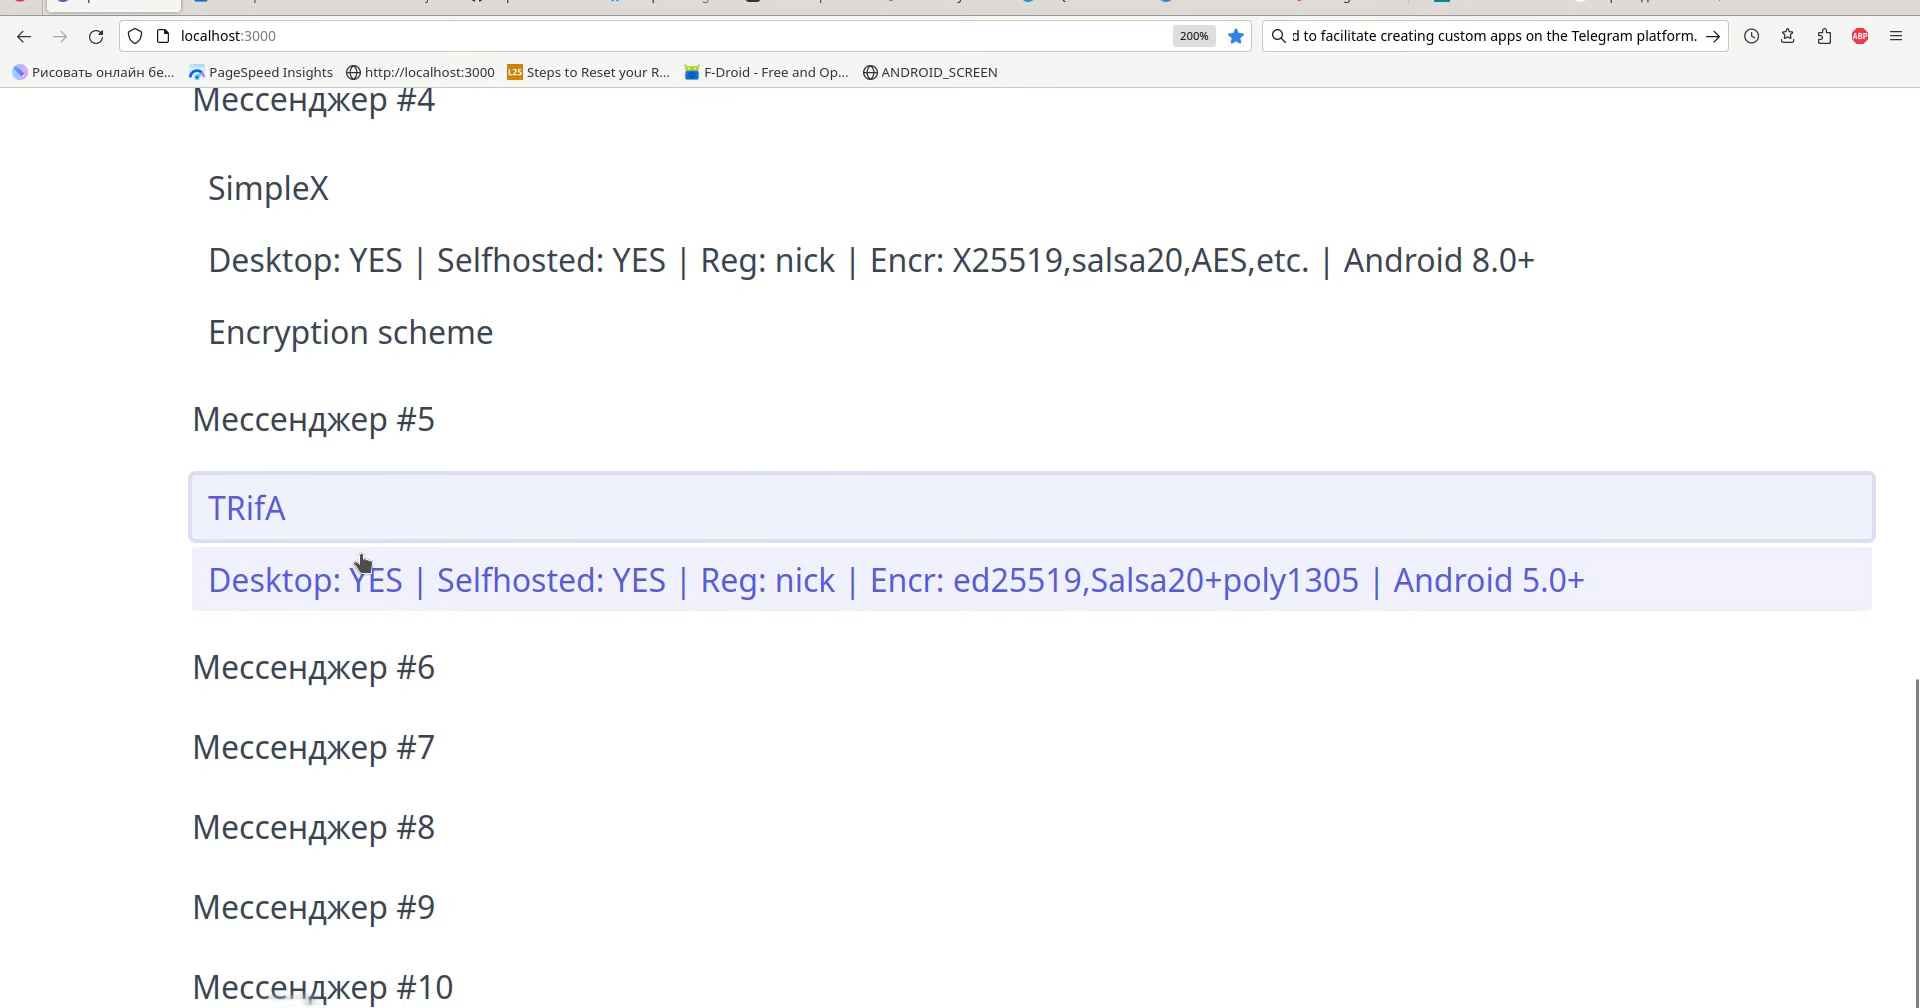 localhost:3000
200%
d to facilitate creating custom apps on the Telegram platform.
ABP
Рисовать онлайн бе...
PageSpeed Insights
http://localhost:3000
L2S
Steps to Reset your R...
F-Droid - Free and Op...
ANDROID_SCREEN
Мессенджер #4
SimpleX
Desktop: YES | Selfhosted: YES | Reg: nick | Encr: X25519,salsa20,AES,etc. | Android 8.0+
Encryption scheme
Мессенджер #5
TRifA
Desktop: YES | Selfhosted: YES | Reg: nick | Encr: ed25519,Salsa20+poly1305 | Android 5.0+
Мессенджер #6
Мессенджер #7
Мессенджер #8
Мессенджер #9
Мессенджер #10